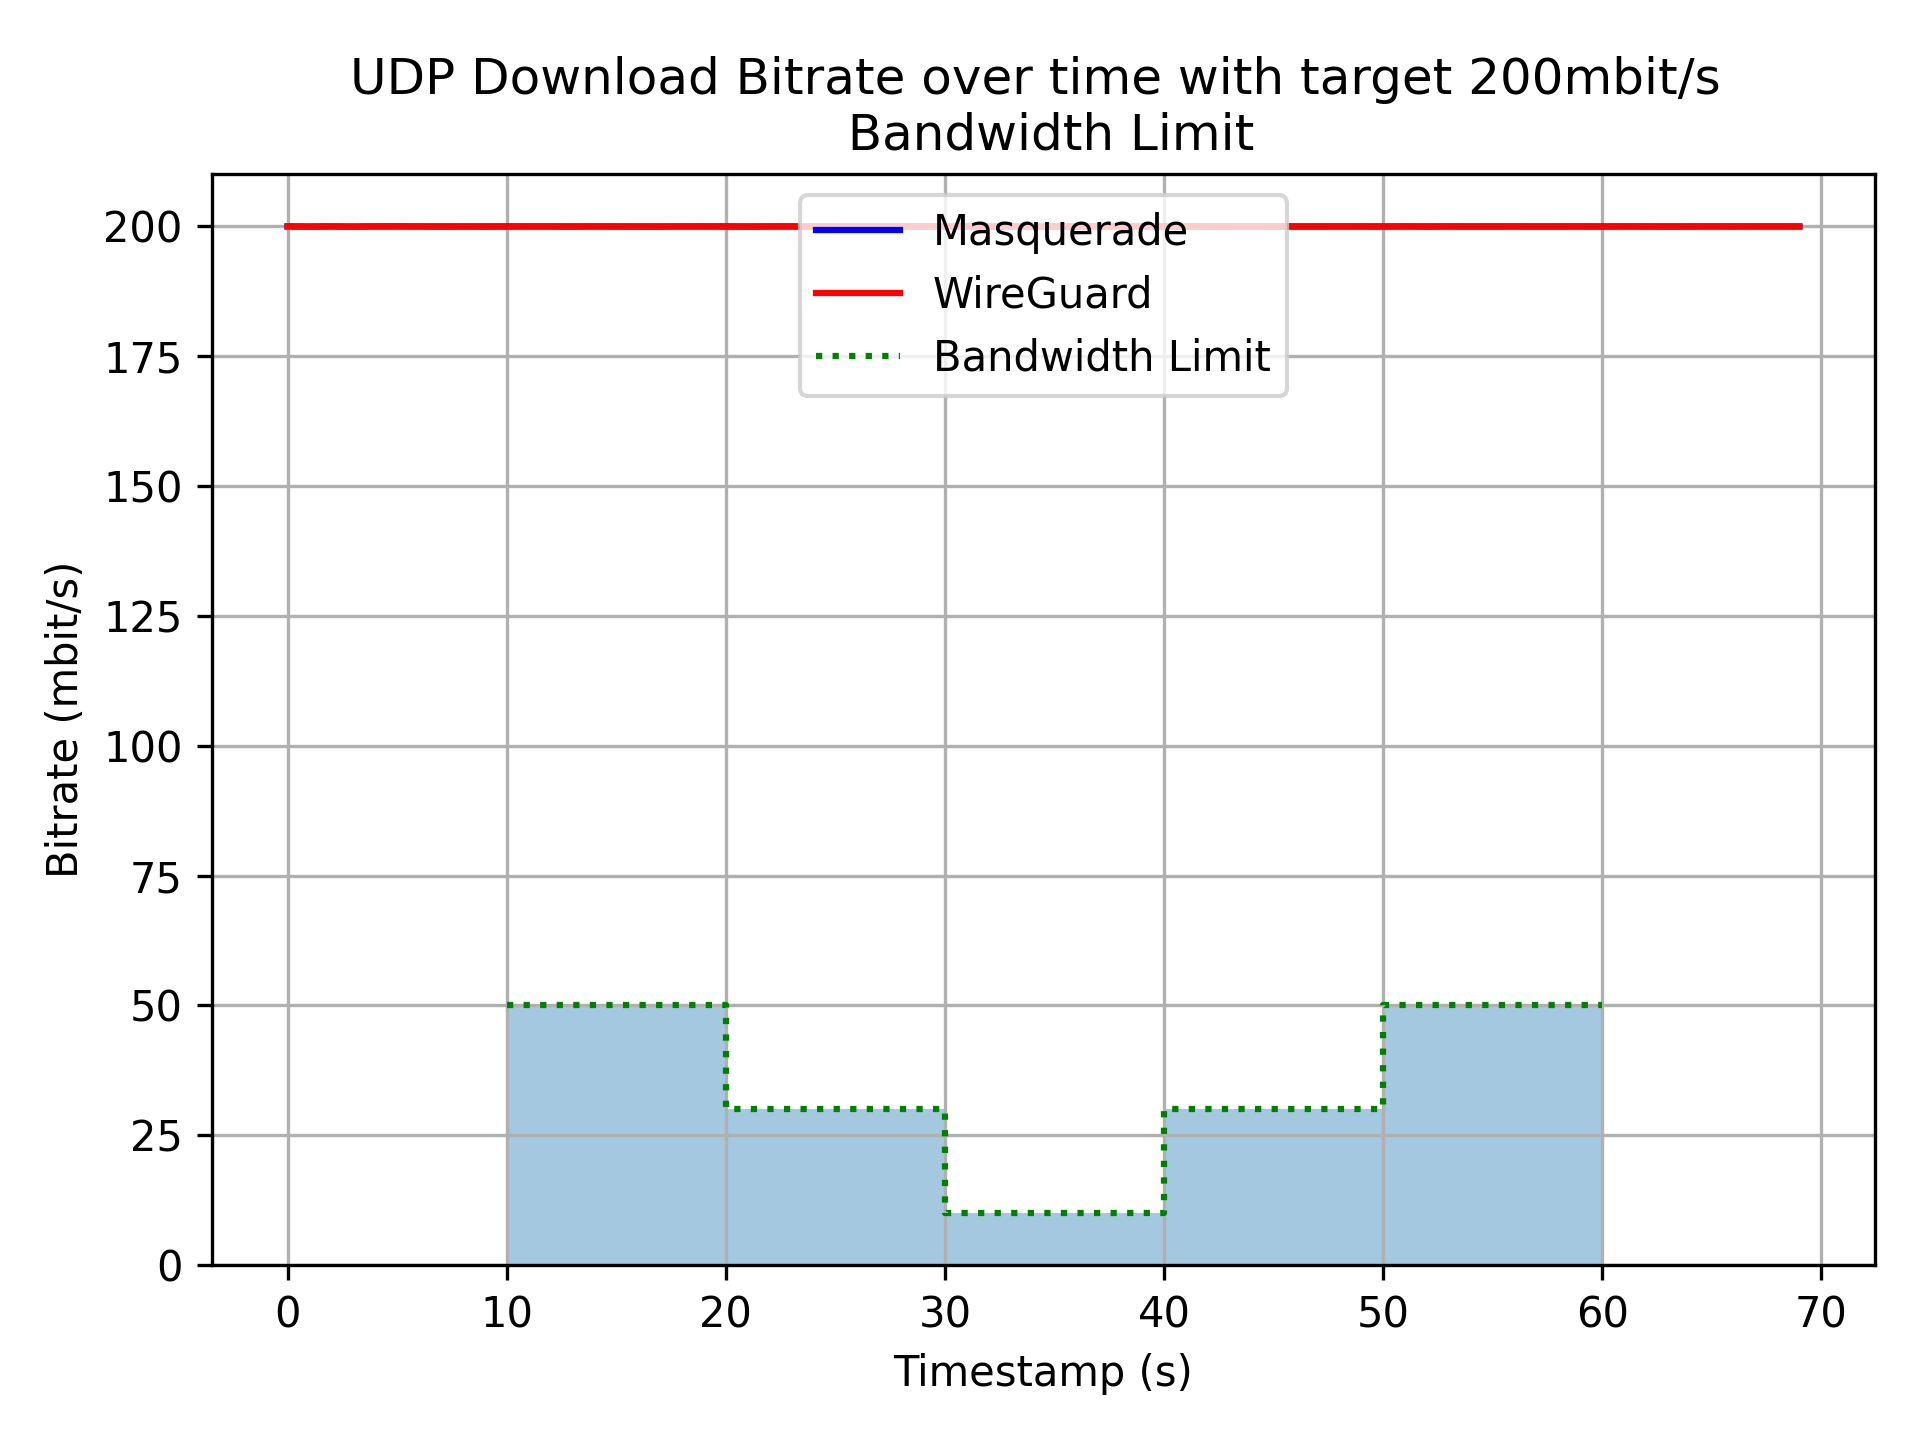 UDP Download Bitrate over time with target 200mbit/s
Bandwidth Limit
Masquerade
WireGuard
Bandwidth Limit
Bitrate (mbit/s)
200
175
150
125
100
75
50
25
0
0 10 20 30 40 50 60 70
Timestamp (s)